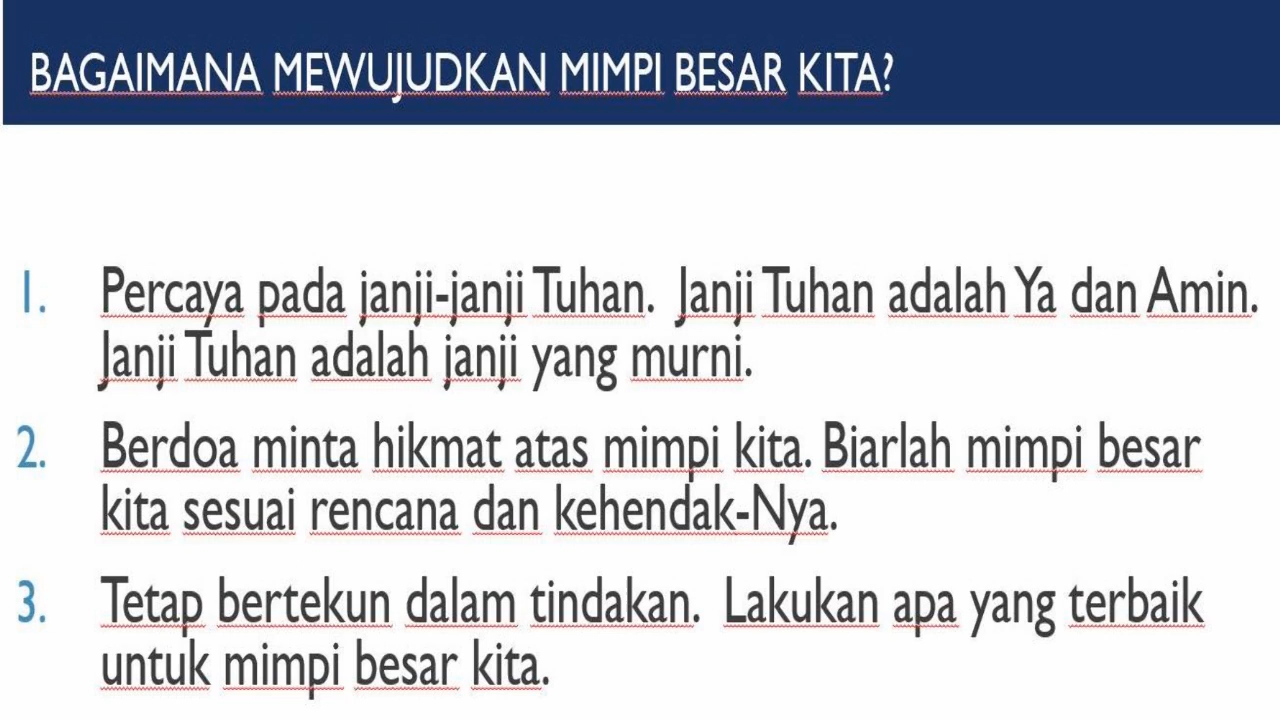 BAGAIMANA MEWUJUDKAN MIMPI BESAR KITA?
1. Percaya pada janji-janji Tuhan. Janji Tuhan adalah Ya dan Amin.
Janji Tuhan adalah janji yang murni.
2. Berdoa minta hikmat atas mimpi kita. Biarlah mimpi besar
kita sesuai rencana dan kehendak-Nya.
3. Tetap bertekun dalam tindakan. Lakukan apa yang terbaik
untuk mimpi besar kita.